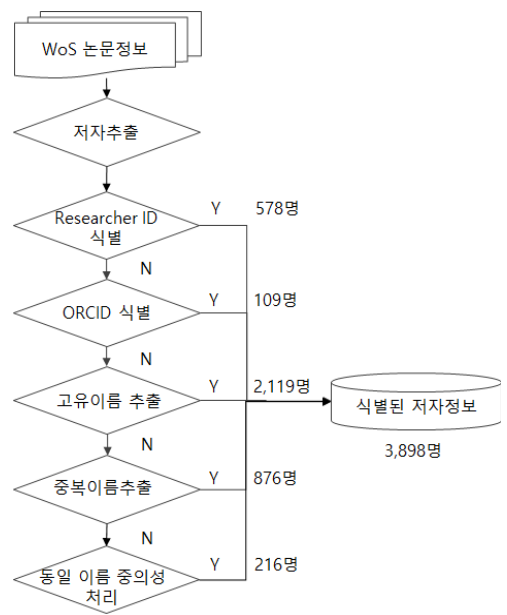 WoS 논문정보
저자추출
Researcher ID
식별
Y
578명
N
ORCID 식별
Y
109명
N
고유이름 추출
Y
2,119명
식별된 저자정보
3,898명
N
중복이름추출
Y
876명
N
동일 이름 중의성
처리
Y
216명